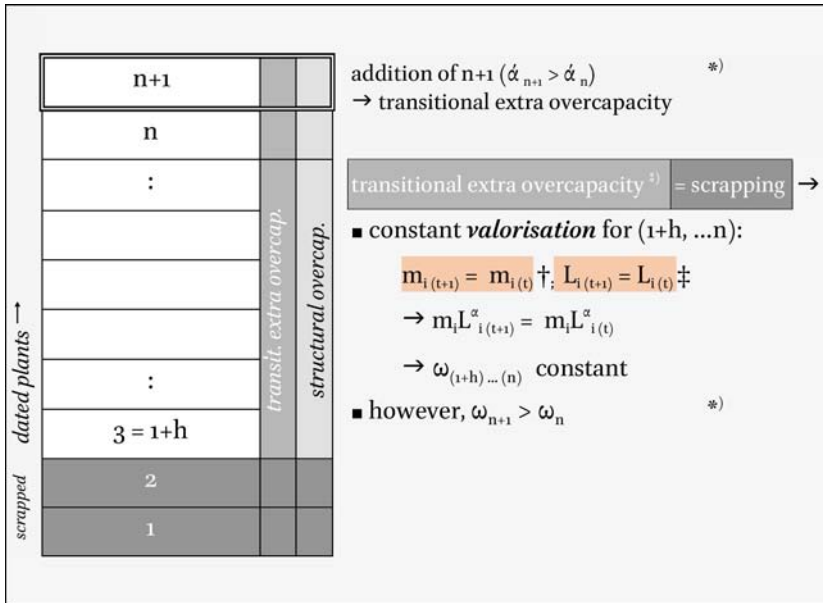 n+1
n
:
:
3 = 1+h
2
1
dated plants →
scrapped
transit. extra overcap.
structural overcap.
addition of n+1 (ά n+1 > ά n) *)
→ transitional extra overcapacity
transitional extra overcapacity ‡) = scrapping →
■ constant valorisation for (1+h, ...n):
m i (t+1) = m i (t) †; L i (t+1) = L i (t) ‡
→ m i L α i (t+1) = m i L α i (t)
→ ω (1+h) ... (n) constant
■ however, ω n+1 > ω n *)